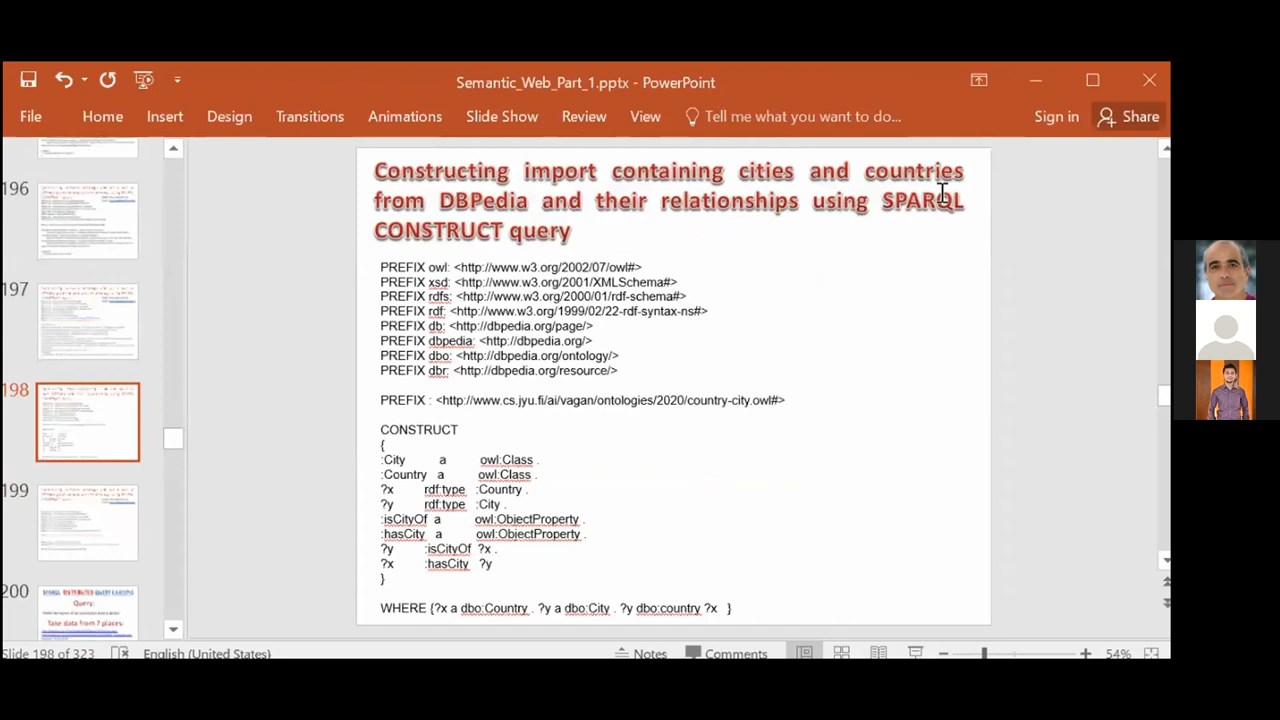 Semantic_Web_Part_1.pptx - PowerPoint
File Home Insert Design Transitions Animations Slide Show Review View Tell me what you want to do... Sign in Share
196
197
198
199
200
Query:
Take data from 7 places:
Constructing import containing cities and countries
from DBPedia and their relationships using SPARQL
CONSTRUCT query
PREFIX owl: <http://www.w3.org/2002/07/owl#>
PREFIX xsd: <http://www.w3.org/2001/XMLSchema#>
PREFIX rdfs: <http://www.w3.org/2000/01/rdf-schema#>
PREFIX rdf: <http://www.w3.org/1999/02/22-rdf-syntax-ns#>
PREFIX db: <http://dbpedia.org/page/>
PREFIX dbpedia: <http://dbpedia.org/>
PREFIX dbo: <http://dbpedia.org/ontology/>
PREFIX dbr: <http://dbpedia.org/resource/>
PREFIX : <http://www.cs.jyu.fi/ai/vagan/ontologies/2020/country-city.owl#>
CONSTRUCT
{
:City a owl:Class .
:Country a owl:Class .
?x rdf:type :Country .
?y rdf:type :City .
:isCityOf a owl:ObjectProperty .
:hasCity a owl:ObjectProperty .
?y :isCityOf ?x .
?x :hasCity ?y
}
WHERE {?x a dbo:Country . ?y a dbo:City . ?y dbo:country ?x }
Slide 198 of 323 English (United States) Notes Comments 54%